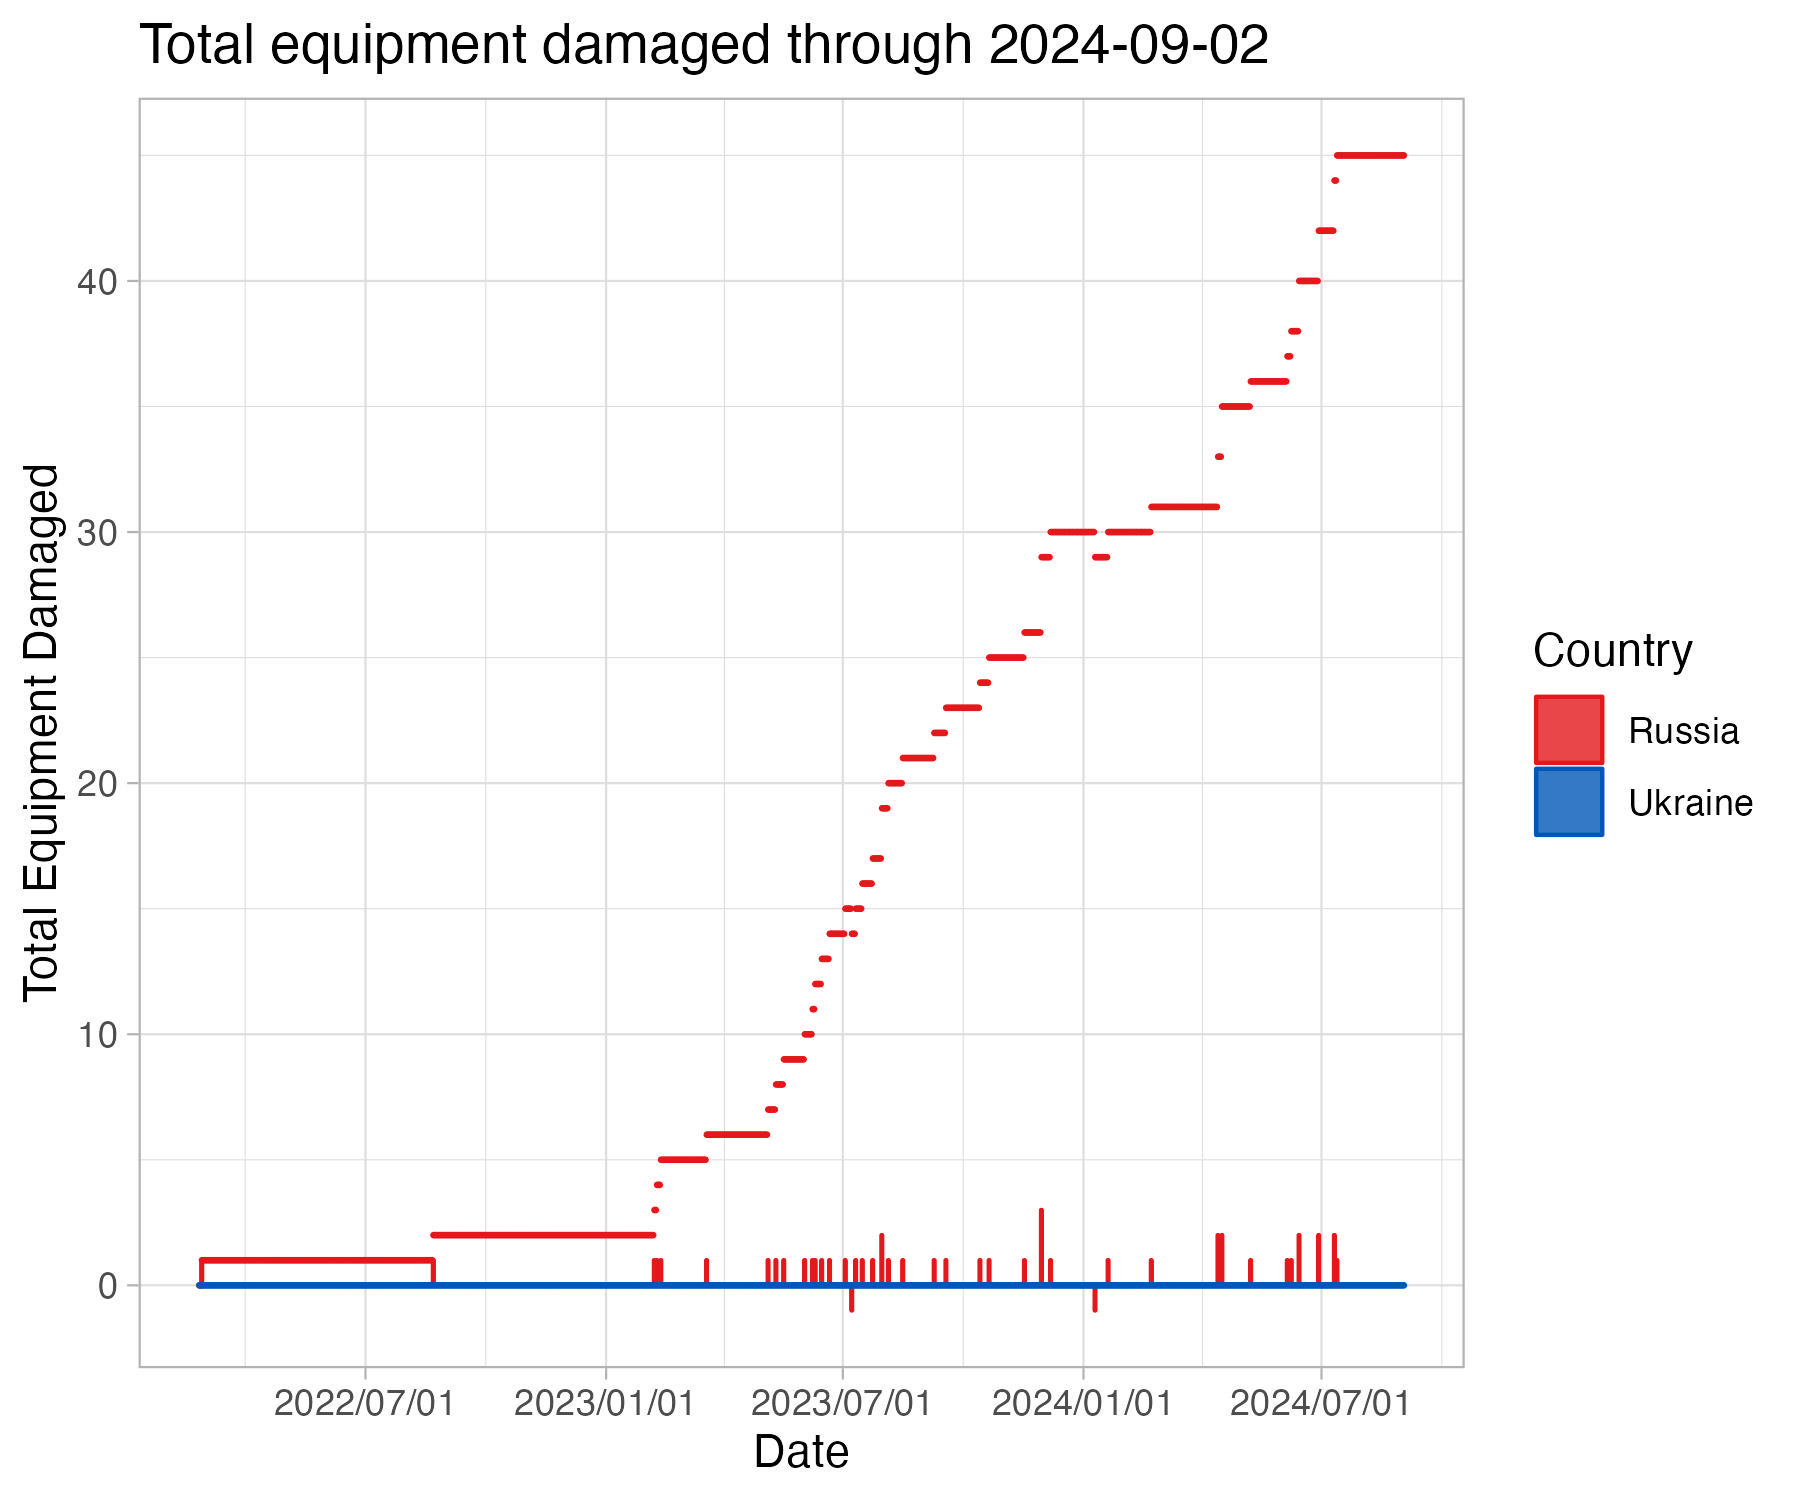 Total equipment damaged through 2024-09-02
Total Equipment Damaged
40
30
20
10
0
2022/07/01
2023/01/01
2023/07/01
2024/01/01
2024/07/01
Date
Country
Russia
Ukraine